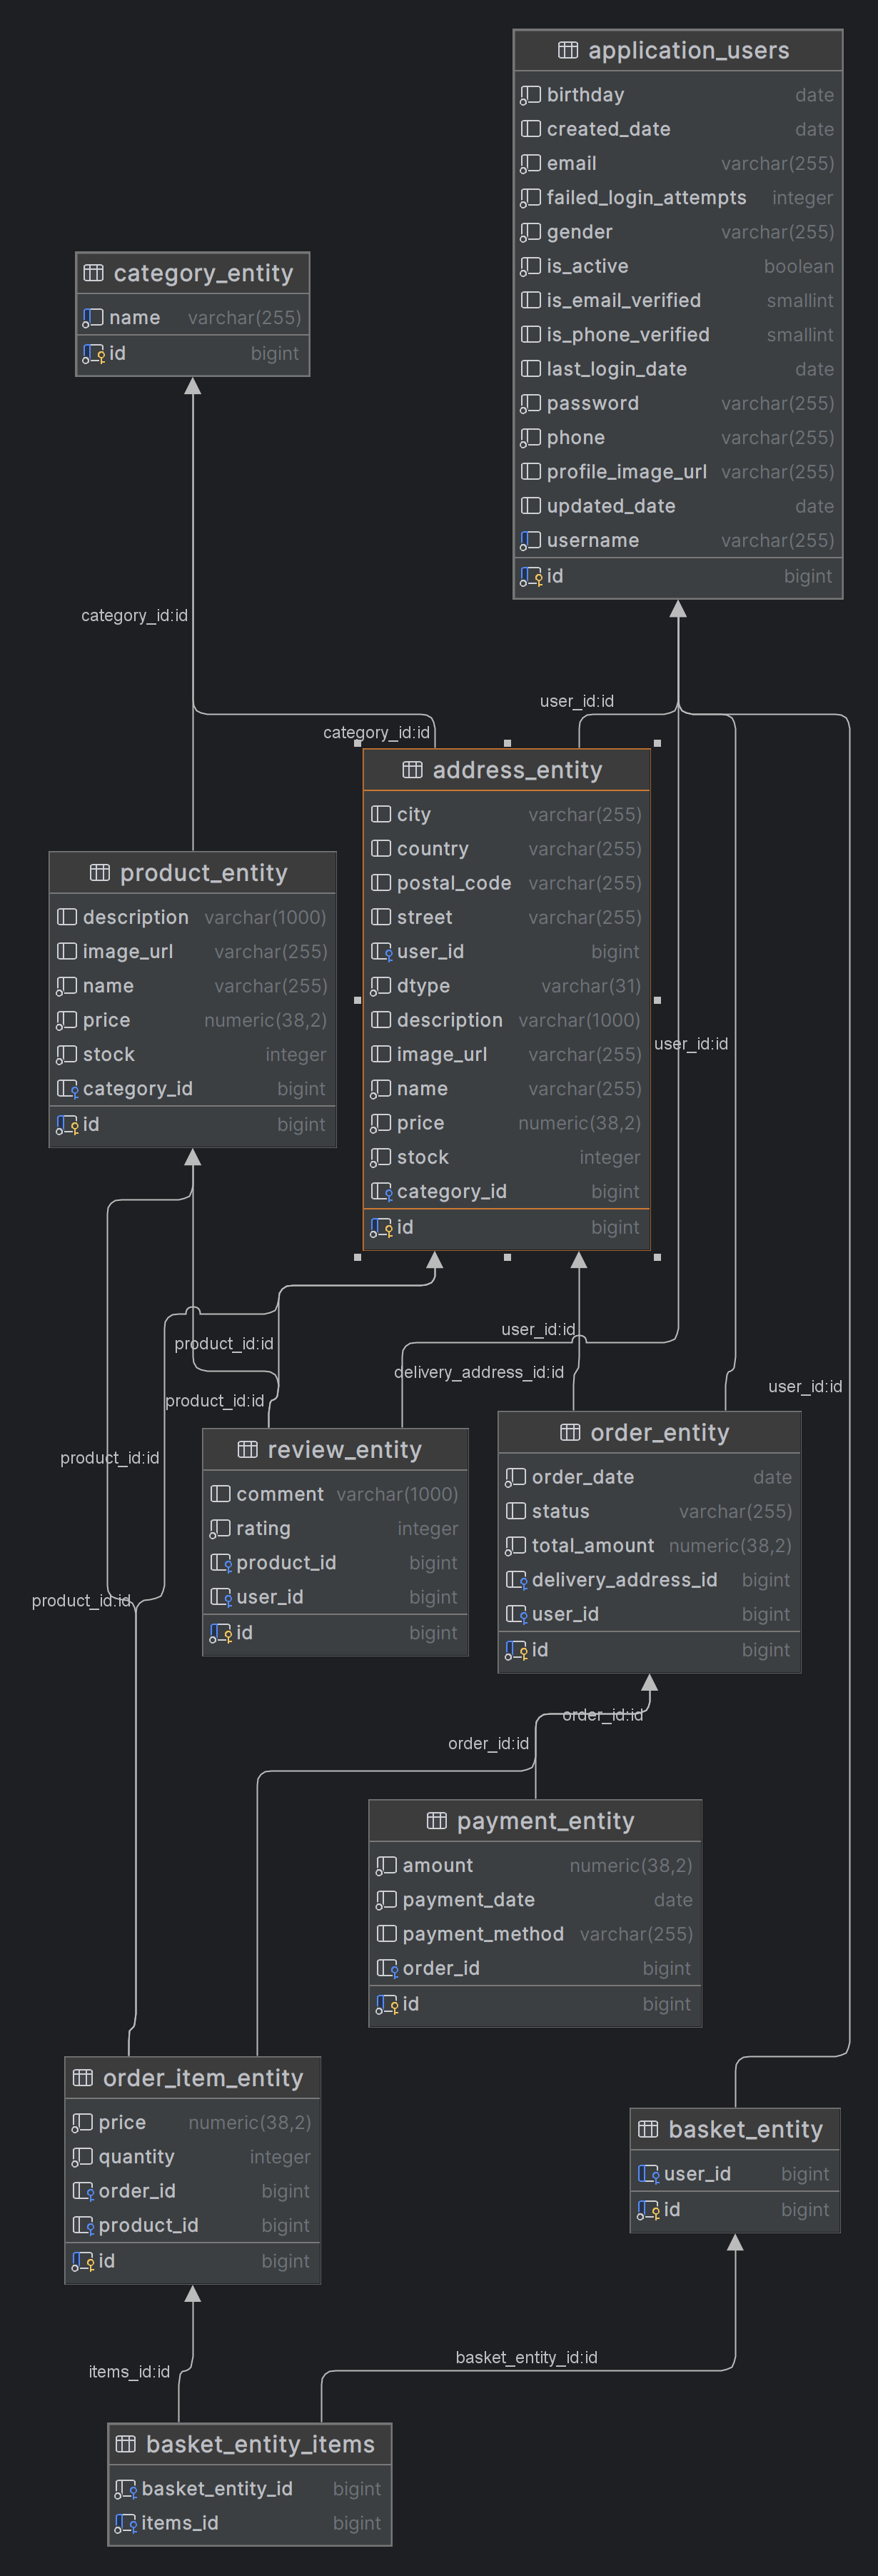 application_users
birthday date
created_date date
email varchar(255)
failed_login_attempts integer
gender varchar(255)
is_active boolean
is_email_verified smallint
is_phone_verified smallint
last_login_date date
password varchar(255)
phone varchar(255)
profile_image_url varchar(255)
updated_date date
username varchar(255)
id bigint
category_entity
name varchar(255)
id bigint
category_id:id
user_id:id
category_id:id
address_entity
city varchar(255)
country varchar(255)
postal_code varchar(255)
street varchar(255)
user_id bigint
dtype varchar(31)
description varchar(1000)
image_url varchar(255)
name varchar(255)
price numeric(38,2)
stock integer
category_id bigint
id bigint
product_entity
description varchar(1000)
image_url varchar(255)
name varchar(255)
price numeric(38,2)
stock integer
category_id bigint
id bigint
user_id:id
user_id:id
product_id:id
delivery_address_id:id
user_id:id
product_id:id
product_id:id
product_id:id
review_entity
comment varchar(1000)
rating integer
product_id bigint
user_id bigint
id bigint
order_entity
order_date date
status varchar(255)
total_amount numeric(38,2)
delivery_address_id bigint
user_id bigint
id bigint
order_id:id
order_id:id
payment_entity
amount numeric(38,2)
payment_date date
payment_method varchar(255)
order_id bigint
id bigint
order_item_entity
price numeric(38,2)
quantity integer
order_id bigint
product_id bigint
id bigint
basket_entity
user_id bigint
id bigint
items_id:id
basket_entity_id:id
basket_entity_items
basket_entity_id bigint
items_id bigint